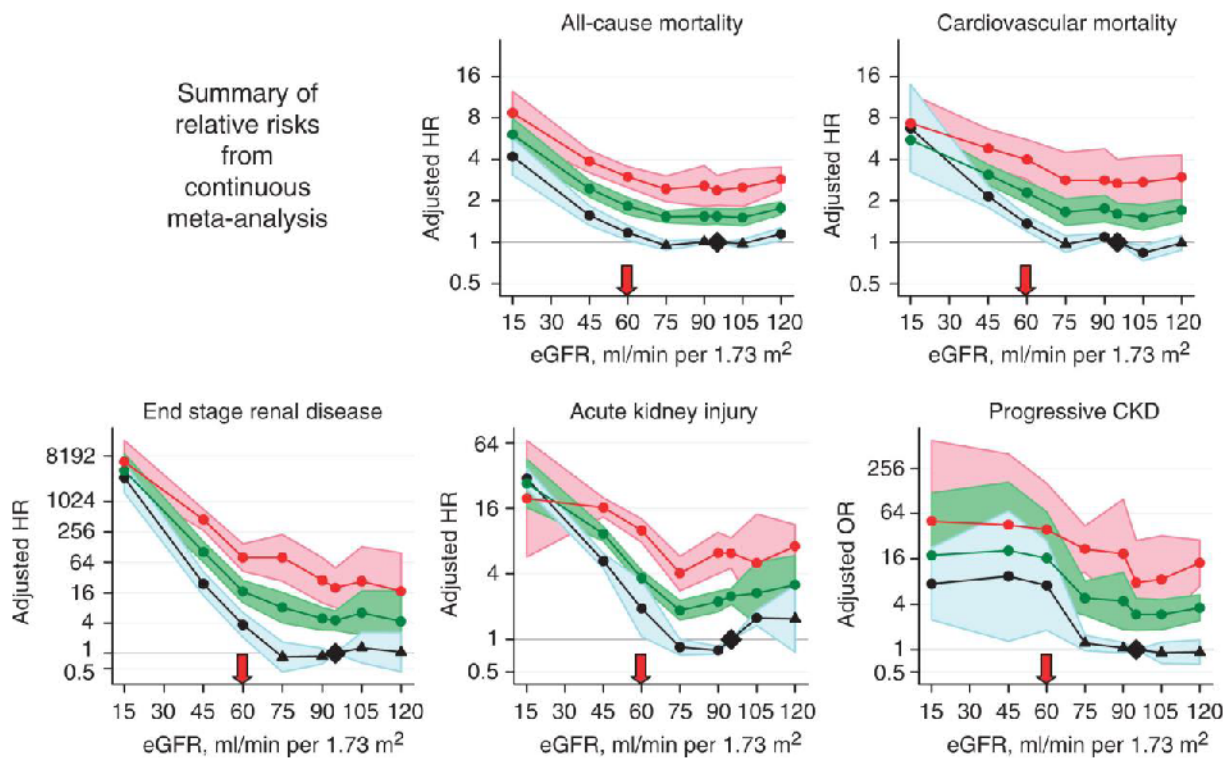 Summary of
relative risks
from
continuous
meta-analysis
All-cause mortality
Adjusted HR
16
8
4
2
1
0.5
15 30 45 60 75 90 105 120
eGFR, ml/min per 1.73 m²
Cardiovascular mortality
Adjusted HR
16
8
4
2
1
0.5
15 30 45 60 75 90 105 120
eGFR, ml/min per 1.73 m²
End stage renal disease
Adjusted HR
8192
1024
256
64
16
4
1
0.5
15 30 45 60 75 90 105 120
eGFR, ml/min per 1.73 m²
Acute kidney injury
Adjusted HR
64
16
4
1
0.5
15 30 45 60 75 90 105 120
eGFR, ml/min per 1.73 m²
Progressive CKD
Adjusted OR
256
64
16
4
1
0.5
15 30 45 60 75 90 105 120
eGFR, ml/min per 1.73 m²